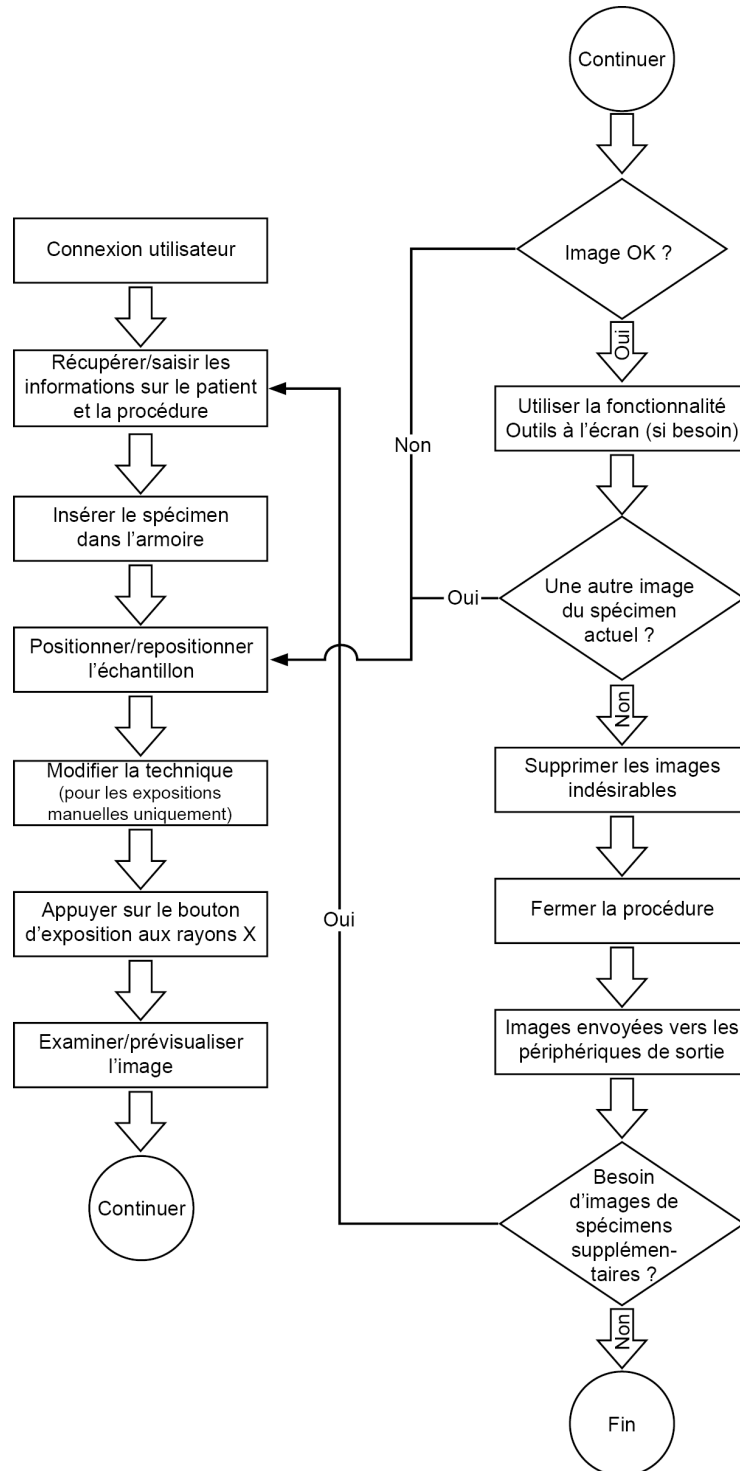 Connexion utilisateur
Récupérer/saisir les
informations sur le patient
et la procédure
Insérer le spécimen
dans l’armoire
Positionner/repositionner
l’échantillon
Modifier la technique
(pour les expositions
manuelles uniquement)
Appuyer sur le bouton
d’exposition aux rayons X
Examiner/prévisualiser
l’image
Continuer
Continuer
Image OK ?
Non
Oui
Utiliser la fonctionnalité
Outils à l’écran (si besoin)
Une autre image
du spécimen
actuel ?
Oui
Non
Supprimer les images
indésirables
Fermer la procédure
Images envoyées vers les
périphériques de sortie
Besoin
d’images de
spécimens
supplémen-
taires ?
Oui
Non
Fin